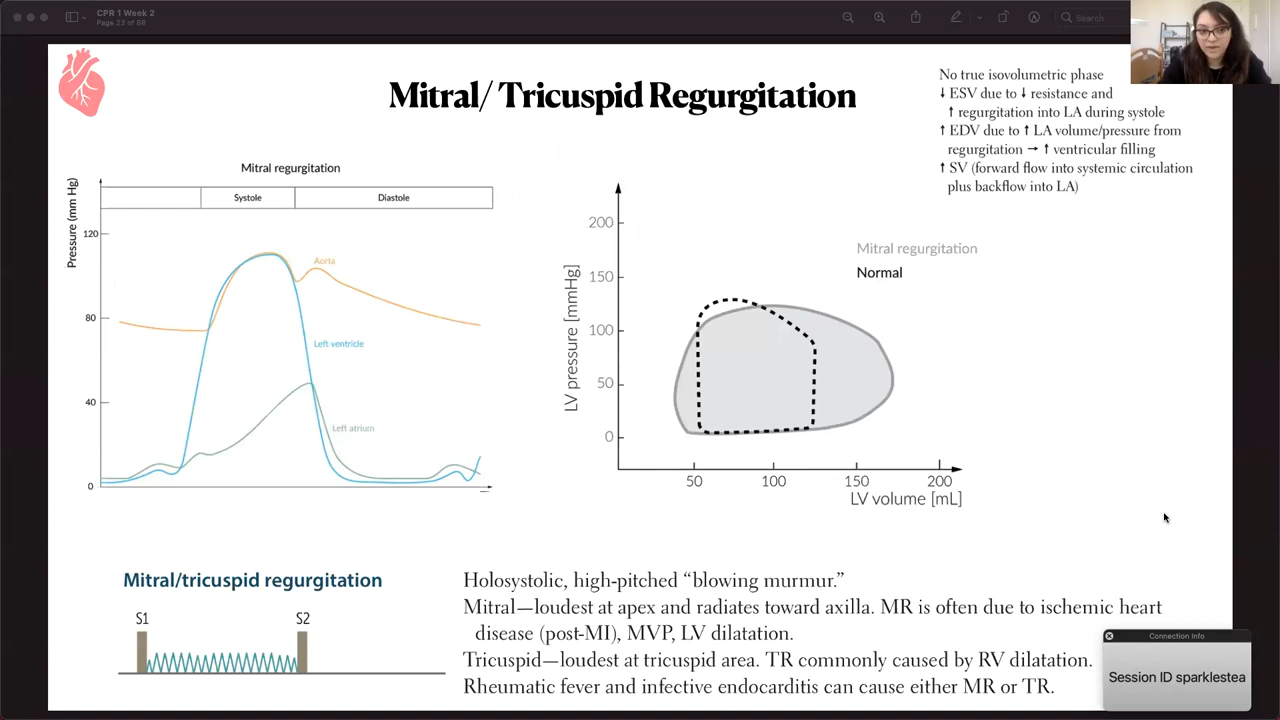 CPR 1 Week 2
Page 23 of 88
Search
Mitral/ Tricuspid Regurgitation
No true isovolumetric phase
↓ ESV due to ↓ resistance and
↑ regurgitation into LA during systole
↑ EDV due to ↑ LA volume/pressure from
regurgitation → ↑ ventricular filling
↑ SV (forward flow into systemic circulation
plus backflow into LA)
Mitral regurgitation
Systole
Diastole
Pressure (mm Hg)
120
80
40
0
Aorta
Left ventricle
Left atrium
LV pressure [mmHg]
200
150
100
50
0
Mitral regurgitation
Normal
50
100
150
200
LV volume [mL]
Mitral/tricuspid regurgitation
S1
S2
Holosystolic, high-pitched “blowing murmur.”
Mitral—loudest at apex and radiates toward axilla. MR is often due to ischemic heart
disease (post-MI), MVP, LV dilatation.
Tricuspid—loudest at tricuspid area. TR commonly caused by RV dilatation.
Rheumatic fever and infective endocarditis can cause either MR or TR.
Connection Info
Session ID sparklestea